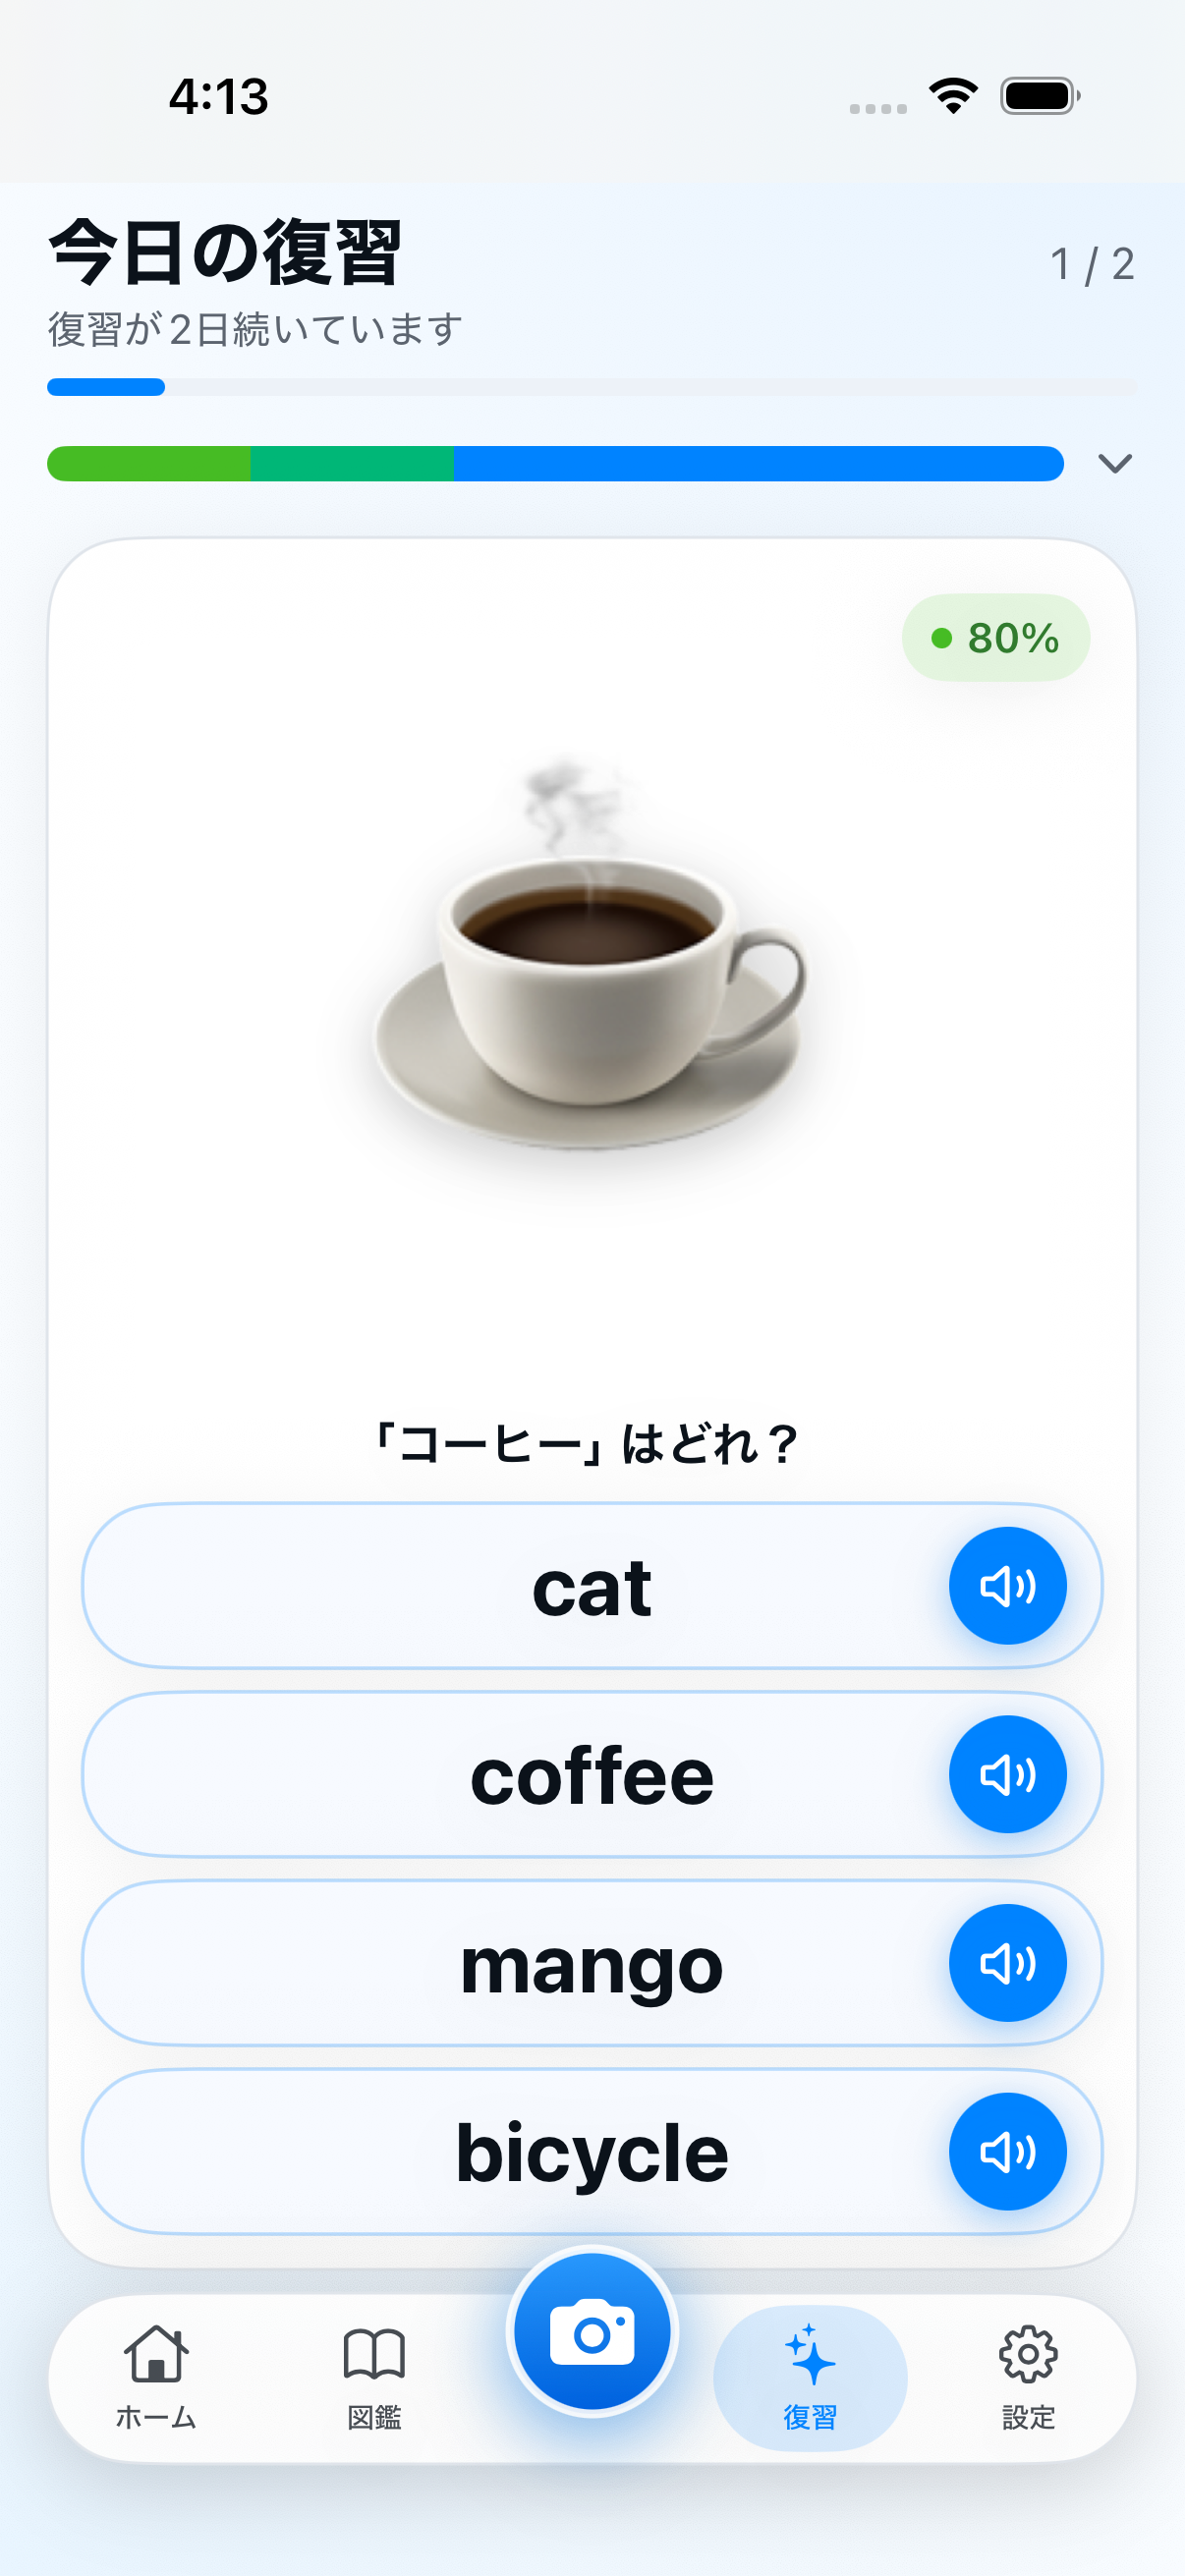 4:13
今日の復習
1 / 2
復習が2日続いています
80%
「コーヒー」はどれ？
cat
coffee
mango
bicycle
ホーム
図鑑
復習
設定